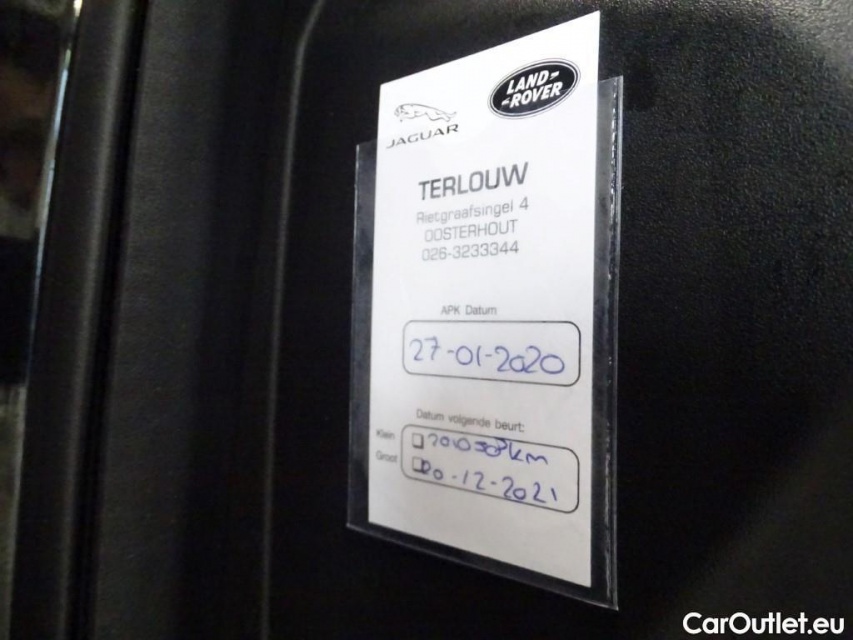 JAGUAR
LAND-
-ROVER
TERLOUW
Rietgraafsingel 4
OOSTERHOUT
026-3233344
APK Datum
27-01-2020
Datum volgende beurt:
Klein
Groot
-12-2021
CarOutlet.eu